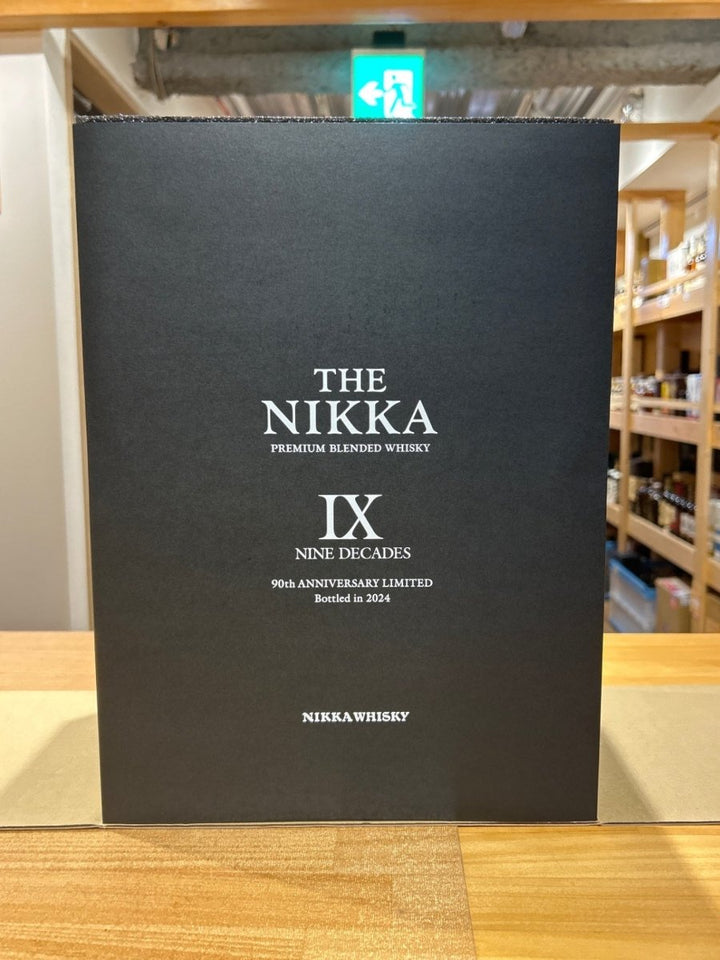 THE
NIKKA
PREMIUM BLENDED WHISKY
IX
NINE DECADES
90th ANNIVERSARY LIMITED
Bottled in 2024
NIKKA WHISKY